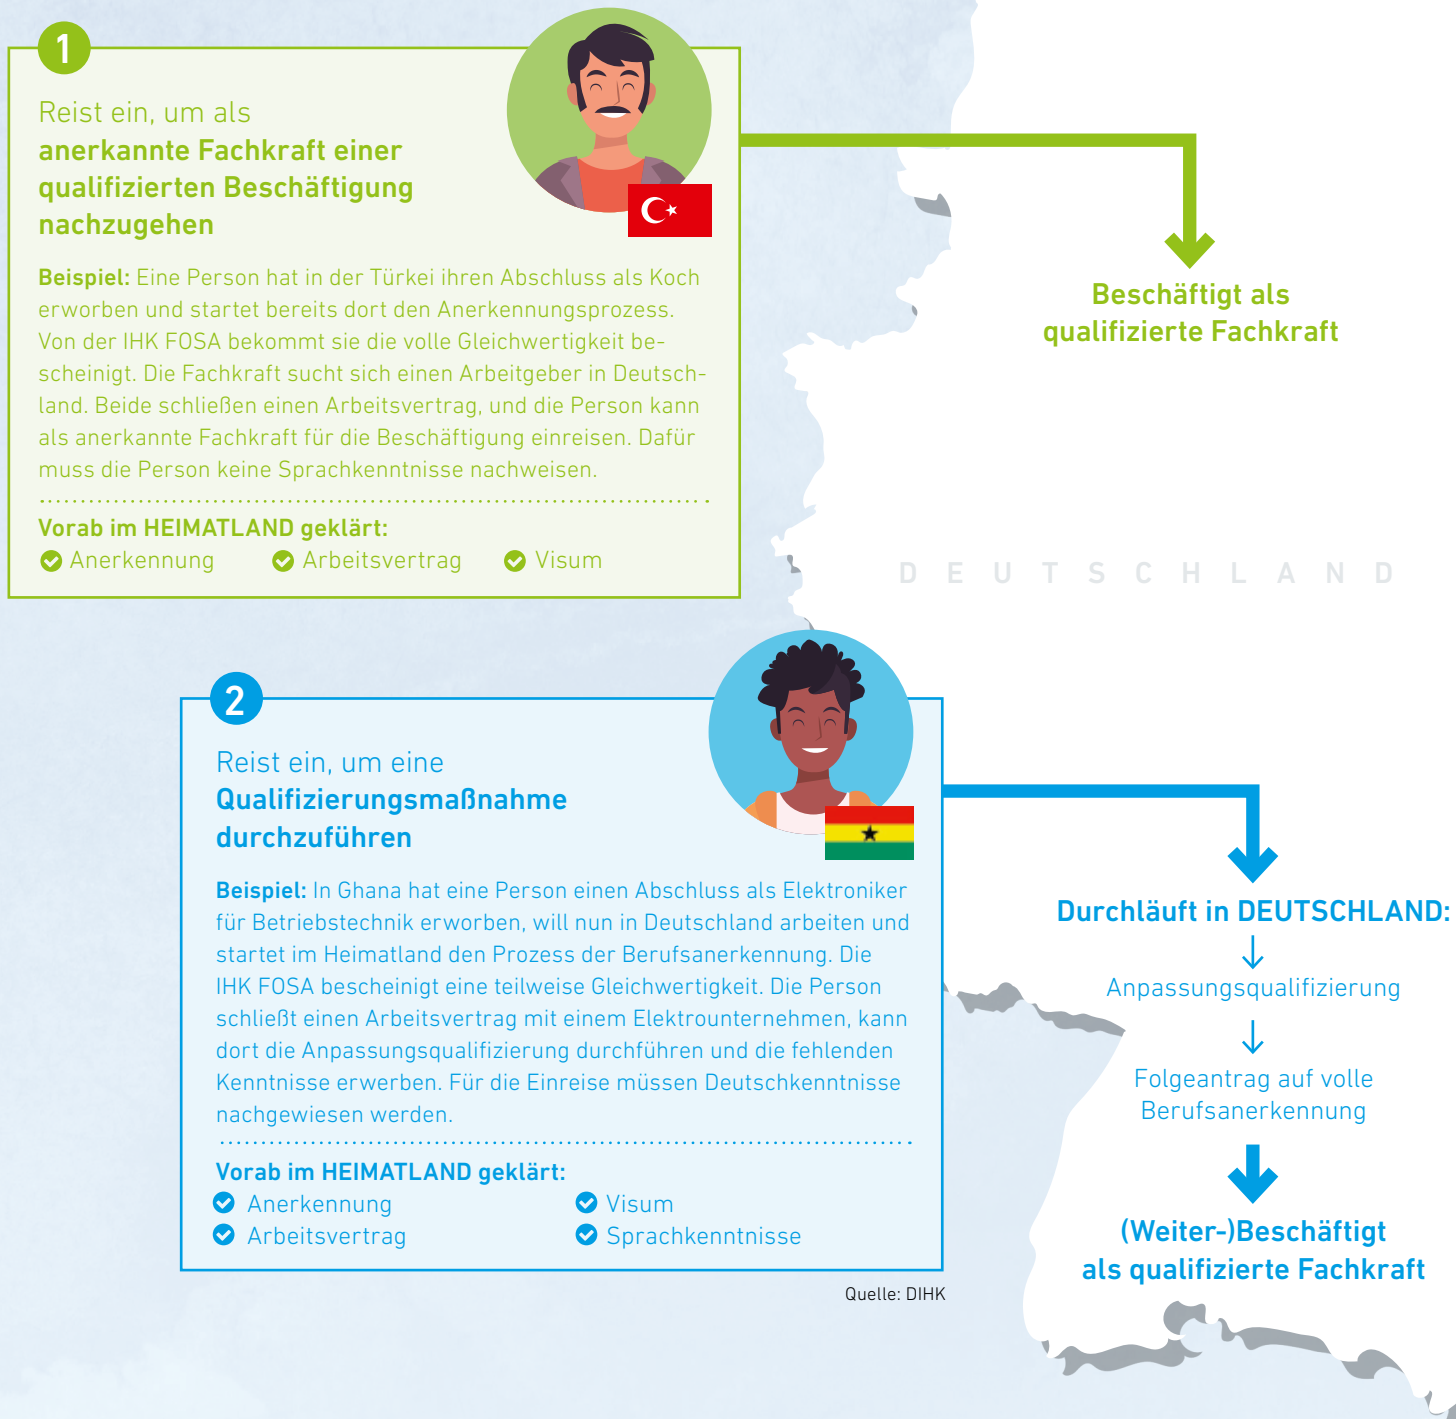 1
Reist ein, um als
anerkannte Fachkraft einer
qualifizierten Beschäftigung
nachzugehen
Beispiel: Eine Person hat in der Türkei ihren Abschluss als Koch
erworben und startet bereits dort den Anerkennungsprozess.
Von der IHK FOSA bekommt sie die volle Gleichwertigkeit be-
scheinigt. Die Fachkraft sucht sich einen Arbeitgeber in Deutsch-
land. Beide schließen einen Arbeitsvertrag, und die Person kann
als anerkannte Fachkraft für die Beschäftigung einreisen. Dafür
muss die Person keine Sprachkenntnisse nachweisen.
Vorab im HEIMATLAND geklärt:
Anerkennung Arbeitsvertrag Visum
Beschäftigt als
qualifizierte Fachkraft
DEUTSCHLAND
2
Reist ein, um eine
Qualifizierungsmaßnahme
durchzuführen
Beispiel: In Ghana hat eine Person einen Abschluss als Elektroniker
für Betriebstechnik erworben, will nun in Deutschland arbeiten und
startet im Heimatland den Prozess der Berufsanerkennung. Die
IHK FOSA bescheinigt eine teilweise Gleichwertigkeit. Die Person
schließt einen Arbeitsvertrag mit einem Elektrounternehmen, kann
dort die Anpassungsqualifizierung durchführen und die fehlenden
Kenntnisse erwerben. Für die Einreise müssen Deutschkenntnisse
nachgewiesen werden.
Vorab im HEIMATLAND geklärt:
Anerkennung Visum
Arbeitsvertrag Sprachkenntnisse
Durchläuft in DEUTSCHLAND:
Anpassungsqualifizierung
Folgeantrag auf volle
Berufsanerkennung
(Weiter-)Beschäftigt
als qualifizierte Fachkraft
Quelle: DIHK